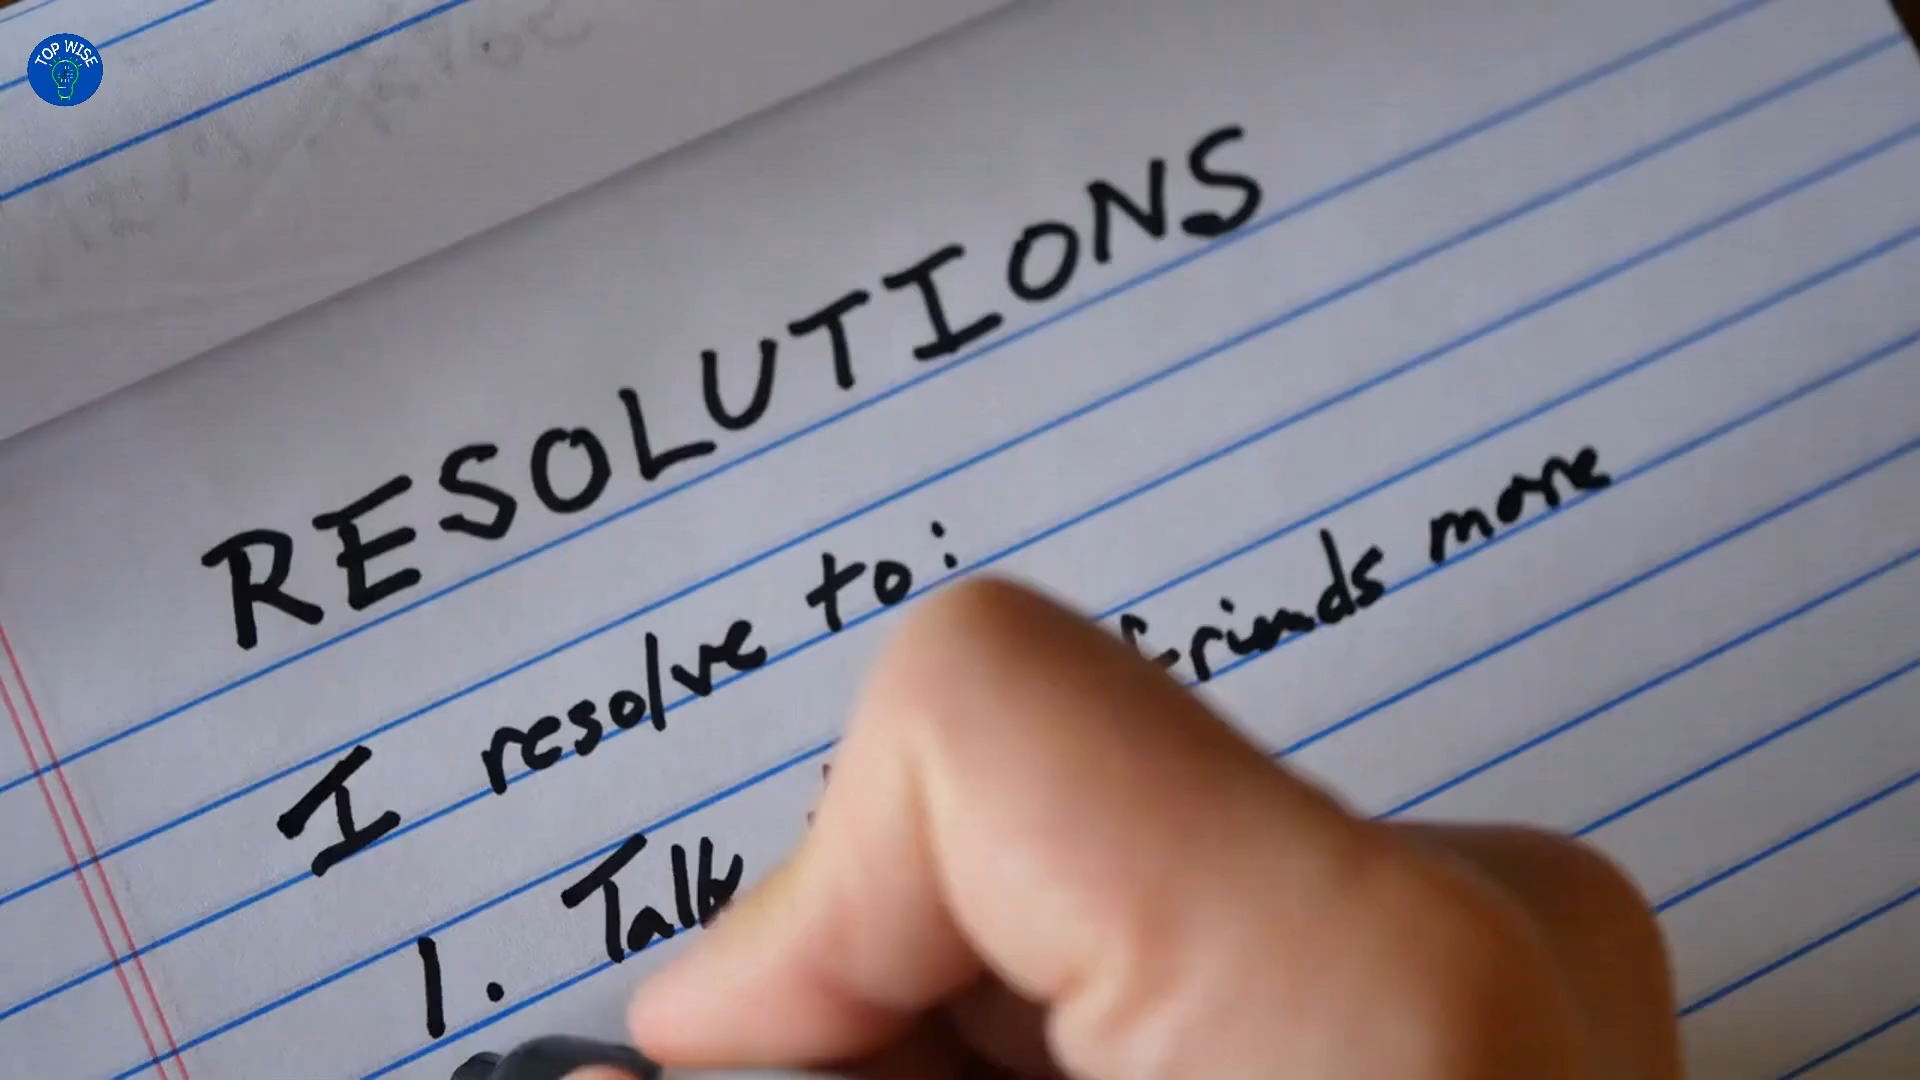 TOP WISE
RESOLUTIONS
I resolve to:
1. Talk friends more